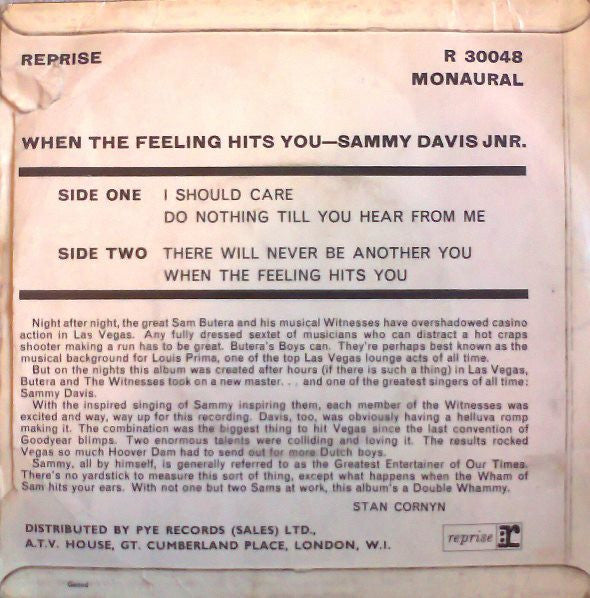 REPRISE R 30048
MONAURAL
WHEN THE FEELING HITS YOU—SAMMY DAVIS JNR.
SIDE ONE I SHOULD CARE
DO NOTHING TILL YOU HEAR FROM ME
SIDE TWO THERE WILL NEVER BE ANOTHER YOU
WHEN THE FEELING HITS YOU
Night after night, the great Sam Butera and his musical Witnesses have overshadowed casino
action in Las Vegas. Any fully dressed sextet of musicians who can distract a hot craps
shooter making a run has to be great. Butera's Boys can. They're perhaps best known as the
musical background for Louis Prima, one of the top Las Vegas lounge acts of all time.
But on the nights this album was created after hours (if there is such a thing) in Las Vegas,
Butera and The Witnesses took on a new master. . . and one of the greatest singers of all time:
Sammy Davis.
With the inspired singing of Sammy inspiring them, each member of the Witnesses was
excited and way, way up for this recording. Davis, too, was obviously having a helluva romp
making it. The combination was the biggest thing to hit Vegas since the last convention of
Goodyear blimps. Two enormous talents were colliding and loving it. The results rocked
Vegas so much Hoover Dam had to send out for more Dutch boys.
Sammy, all by himself, is generally referred to as the Greatest Entertainer of Our Times.
There's no yardstick to measure this sort of thing, except what happens when the Wham of
Sam hits your ears. With not one but two Sams at work, this album's a Double Whammy.
STAN CORNYN
DISTRIBUTED BY PYE RECORDS (SALES) LTD.,
A.T.V. HOUSE, GT. CUMBERLAND PLACE, LONDON, W.I.
reprise